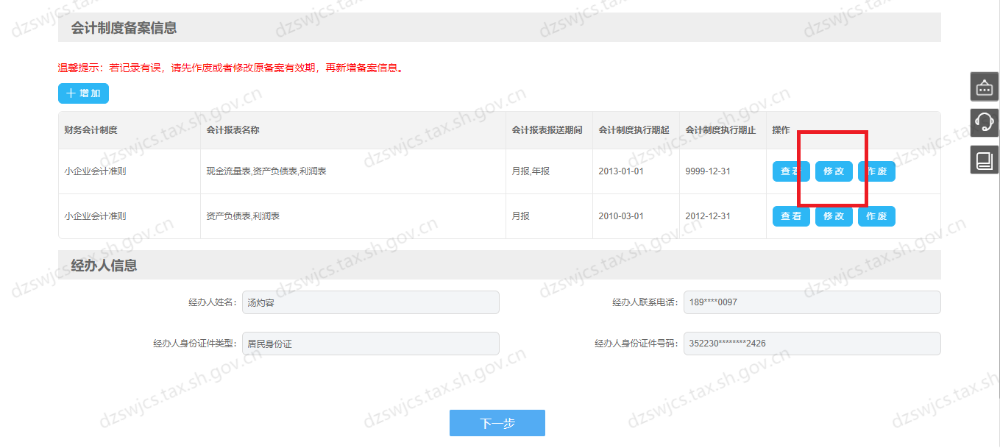 会计制度备案信息
温馨提示：若记录有误，请先作废或者修改原备案有效期，再新增备案信息。
＋ 增加
财务会计制度 会计报表名称 会计报表报送期间 会计制度执行期起 会计制度执行期止 操作
小企业会计准则 现金流量表,资产负债表,利润表 月报,年报 2013-01-01 9999-12-31 查看 修改 作废
小企业会计准则 资产负债表,利润表 月报 2010-03-01 2012-12-31 查看 修改 作废
经办人信息
经办人姓名： 汤灼容 经办人联系电话： 189****0097
经办人身份证件类型： 居民身份证 经办人身份证件号码： 352230********2426
下一步
dzswjcs.tax.sh.gov.cn